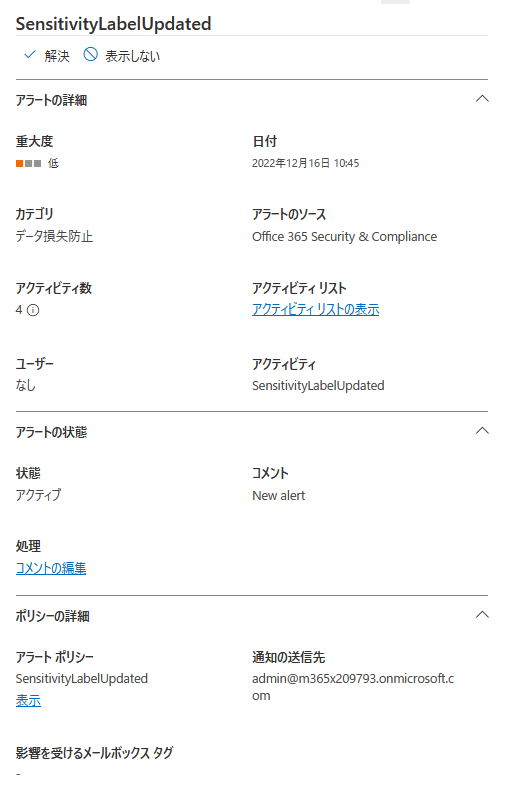 SensitivityLabelUpdated
解決 表示しない
アラートの詳細
重大度 日付
低 2022年12月16日 10:45
カテゴリ アラートのソース
データ損失防止 Office 365 Security & Compliance
アクティビティ数 アクティビティ リスト
4 アクティビティ リストの表示
ユーザー アクティビティ
なし SensitivityLabelUpdated
アラートの状態
状態 コメント
アクティブ New alert
処理
コメントの編集
ポリシーの詳細
アラート ポリシー 通知の送信先
SensitivityLabelUpdated admin@m365x209793.onmicrosoft.c
表示 om
影響を受けるメールボックス タグ
-